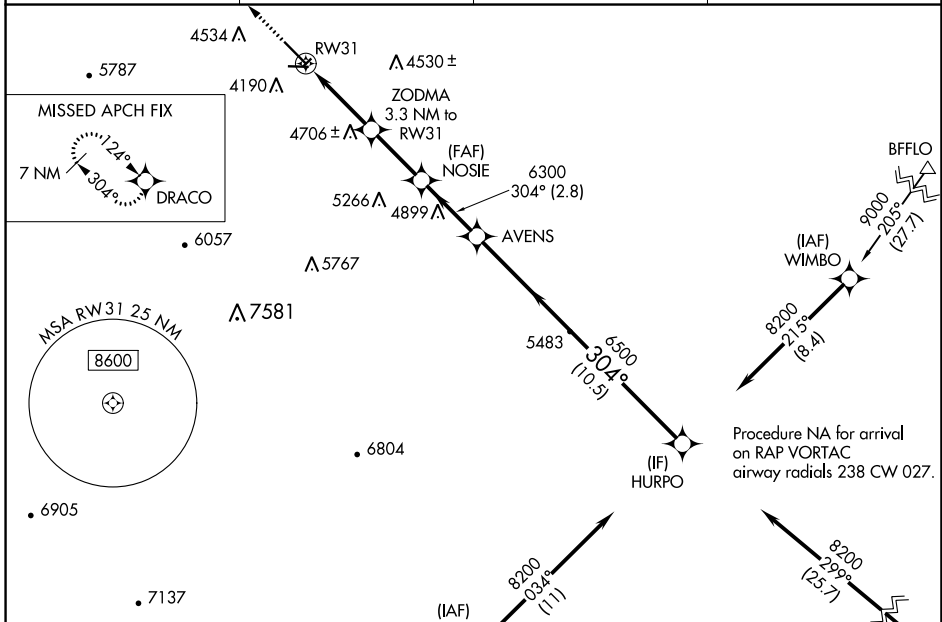 4534
RW31
4530 ±
5787
4190
ZODMA
3.3 NM to
RW31
MISSED APCH FIX
124°
7 NM
304°
DRACO
4706 ±
(FAF)
NOSIE
6300
304° (2.8)
BFFLO
5266
4899
9000
205°
(27.7)
AVENS
6057
(IAF)
WIMBO
5767
7581
8200
215°
(8.4)
MSA RW31 25 NM
8600
5483
6500
304°
(10.5)
Procedure NA for arrival
on RAP VORTAC
airway radials 238 CW 027.
6804
(IF)
HURPO
6905
8200
034°
(11)
8200
299°
(25.7)
7137
(IAF)